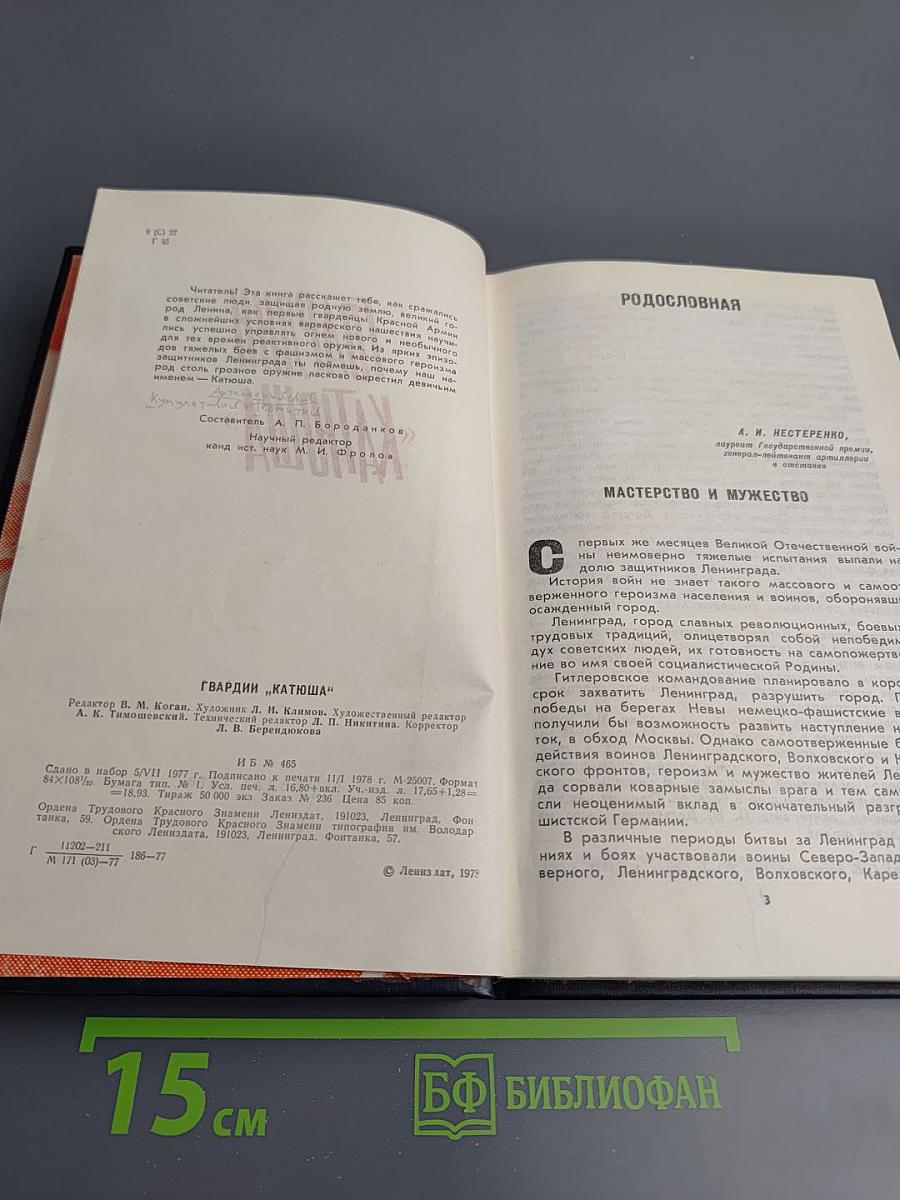 9 (С) 27
Г 25
Читатель! Эта книга расскажет тебе, как сражались
советские люди, защищая родную землю, великий го-
род Ленина, как первые гвардейцы Красной Армии
в сложнейших условиях варварского нашествия научи-
лись успешно управлять огнем нового и необычного
для тех времен реактивного оружия. Из ярких эпизо-
дов тяжелых боев с фашизмом и массового героизма
защитников Ленинграда ты поймешь, почему наш на-
род столь грозное оружие ласково окрестил девичьим
именем — Катюша.
Составитель А. П. Бороданков
Научный редактор
канд ист. наук М. И. Фролов
ГВАРДИИ „КАТЮША“
Редактор В. М. Коган. Художник Л. И. Климов. Художественный редактор
А. К. Тимошевский. Технический редактор Л. П. Никитина. Корректор
Л. В. Берендюкова
ИБ № 465
Сдано в набор 5/VII 1977 г. Подписано к печати 11/I 1978 г. М-25007. Формат
84×108¹/₃₂. Бумага тип. № 1. Усл. печ. л. 16,80+вкл. Уч.-изд. л. 17,65+1,28=
=18,93. Тираж 50 000 экз. Заказ № 236 Цена 85 коп.
Ордена Трудового Красного Знамени Лениздат, 191023, Ленинград, Фон-
танка, 59. Ордена Трудового Красного Знамени типография им. Володар-
ского Лениздата, 191023, Ленинград, Фонтанка, 57.
Г 11202—211
М 171 (03)—77 186—77
© Лениздат, 1978
РОДОСЛОВНАЯ
А. И. НЕСТЕРЕНКО,
лауреат Государственной премии,
генерал-лейтенант артиллерии
в отставке
МАСТЕРСТВО И МУЖЕСТВО
С первых же месяцев Великой Отечественной вой-
ны неимоверно тяжелые испытания выпали на
долю защитников Ленинграда.
История войн не знает такого массового и самоот
верженного героизма населения и воинов, оборонявш
осажденный город.
Ленинград, город славных революционных, боевых
трудовых традиций, олицетворял собой непобедим
дух советских людей, их готовность на самопожертво
ние во имя своей социалистической Родины.
Гитлеровское командование планировало в коро
срок захватить Ленинград, разрушить город. П
победы на берегах Невы немецко-фашистские в
получили бы возможность развить наступление н
ток, в обход Москвы. Однако самоотверженные б
действия воинов Ленинградского, Волховского и К
ского фронтов, героизм и мужество жителей Ле
да сорвали коварные замыслы врага и тем сам
сли неоценимый вклад в окончательный разгр
шистской Германии.
В различные периоды битвы за Ленинград
ниях и боях участвовали воины Северо-Запад
верного, Ленинградского, Волховского, Каре
3
15 см
БФ БИБЛИОФАН